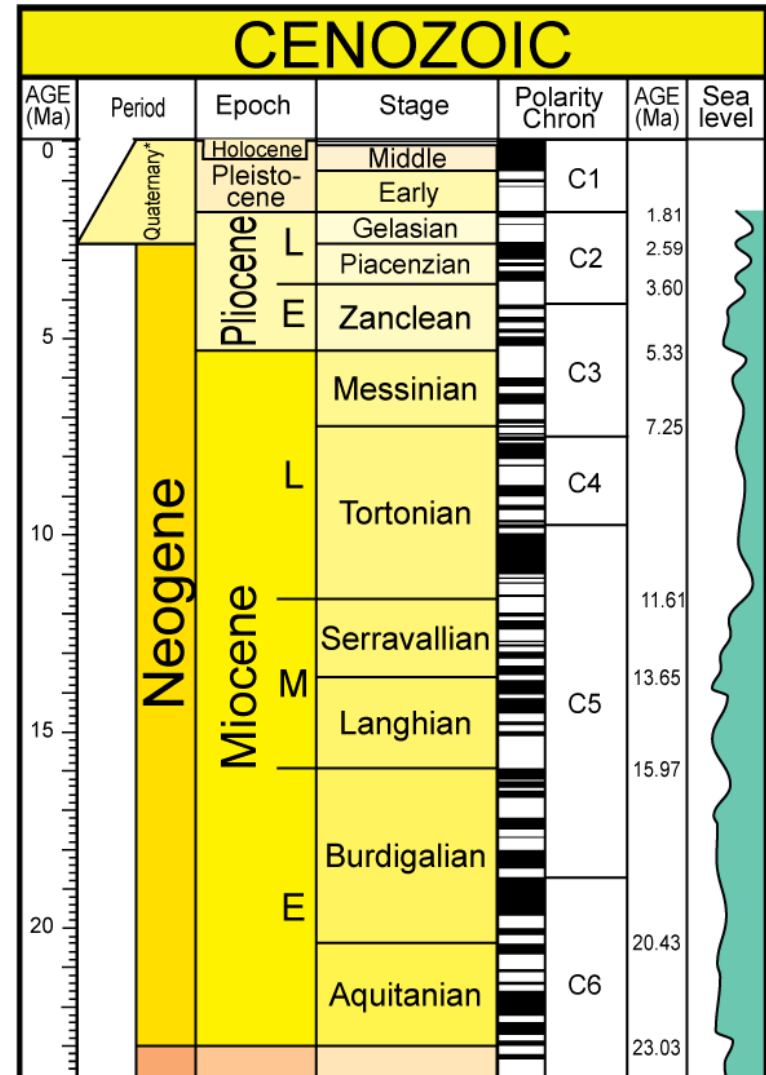 CENOZOIC
AGE
(Ma)
Period
Epoch
Stage
Polarity
Chron
AGE
(Ma)
Sea
level
0
5
10
15
20
Quaternary*
Neogene
Holocene
Pleisto-
cene
Pliocene
L
E
Miocene
L
M
E
Middle
Early
Gelasian
Piacenzian
Zanclean
Messinian
Tortonian
Serravallian
Langhian
Burdigalian
Aquitanian
C1
C2
C3
C4
C5
C6
1.81
2.59
3.60
5.33
7.25
11.61
13.65
15.97
20.43
23.03